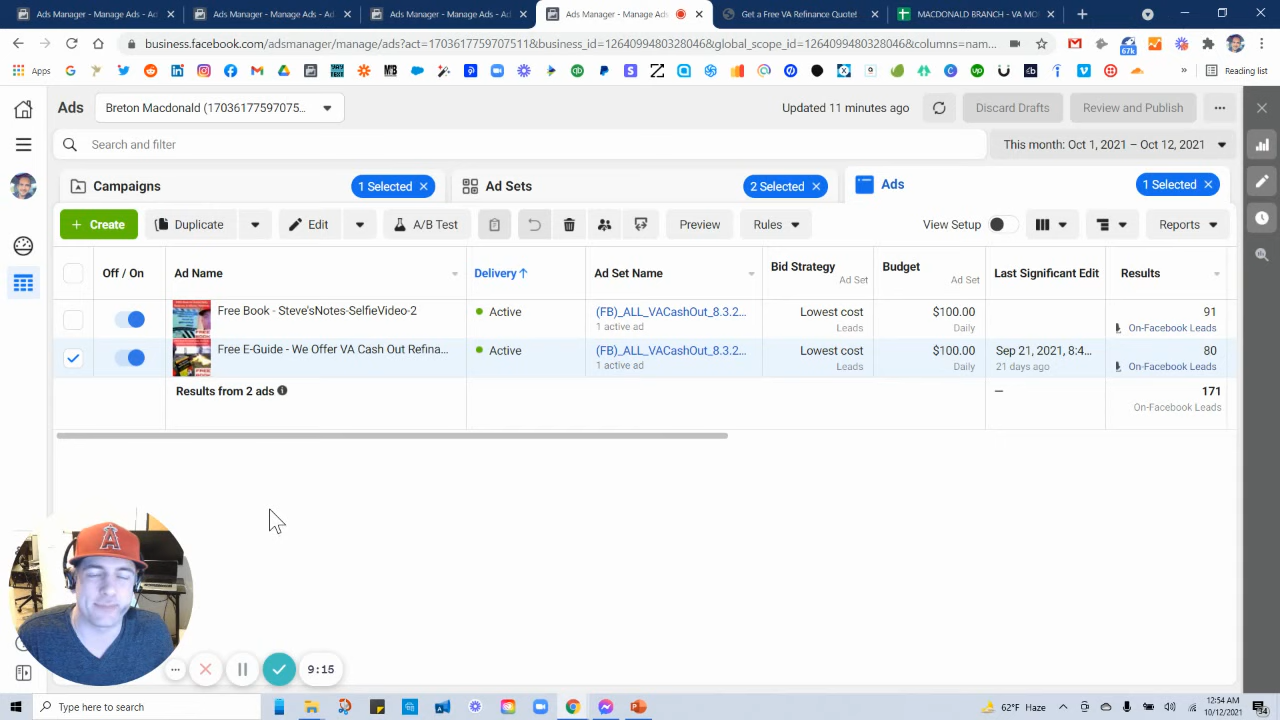 Ads Manager - Manage Ads - Ad
Ads Manager - Manage Ads - Ad
Ads Manager - Manage Ads - Ad
Ads Manager - Manage Ads
Get a Free VA Refinance Quote!
MACDONALD BRANCH - VA MO
business.facebook.com/adsmanager/manage/ads?act=170361775970751&business_id=1264099480328046&global_scope_id=1264099480328046&columns=nam...
67k
Apps
Reading list
Ads
Breton Macdonald (17036177597075...
Updated 11 minutes ago
Discard Drafts
Review and Publish
Search and filter
This month: Oct 1, 2021 – Oct 12, 2021
Campaigns
1 Selected
Ad Sets
2 Selected
Ads
1 Selected
+ Create
Duplicate
Edit
A/B Test
Preview
Rules
View Setup
Reports
Off / On
Ad Name
Delivery ↑
Ad Set Name
Bid Strategy
Ad Set
Budget
Ad Set
Last Significant Edit
Results
Free Book - Steve'sNotes-SelfieVideo-2
Active
(FB)_ALL_VACashOut_8.3.2...
1 active ad
Lowest cost
Leads
$100.00
Daily
91
On-Facebook Leads
Free E-Guide - We Offer VA Cash Out Refina...
Active
(FB)_ALL_VACashOut_8.3.2...
1 active ad
Lowest cost
Leads
$100.00
Daily
Sep 21, 2021, 8:4...
21 days ago
80
On-Facebook Leads
Results from 2 ads
—
171
On-Facebook Leads
A
9:15
Type here to search
62°F Haze
12:54 AM
10/12/2021